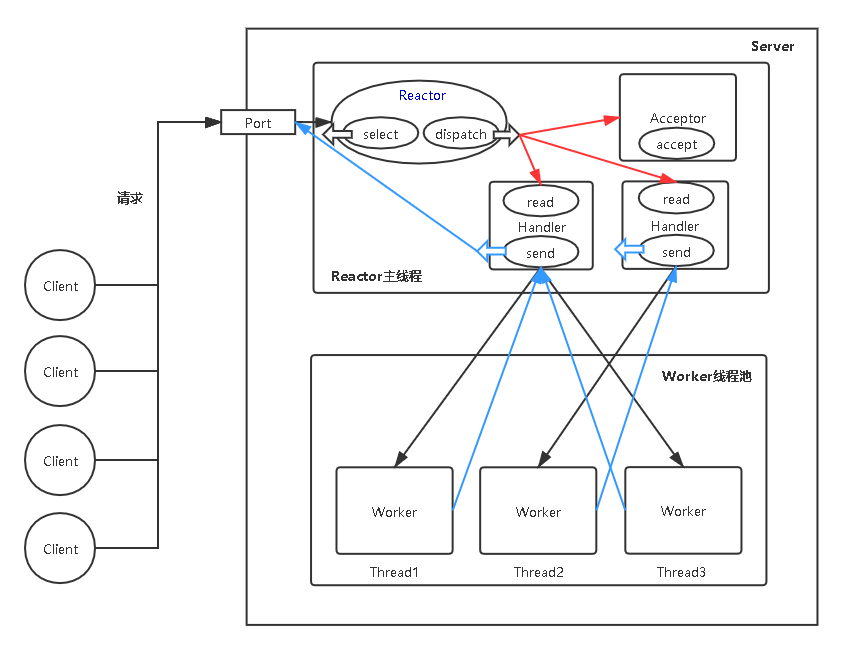 Server
Reactor
Port
select
dispatch
Acceptor
accept
请求
read
Handler
send
read
Handler
send
Reactor主线程
Client
Client
Client
Client
Worker线程池
Worker
Worker
Worker
Thread1
Thread2
Thread3